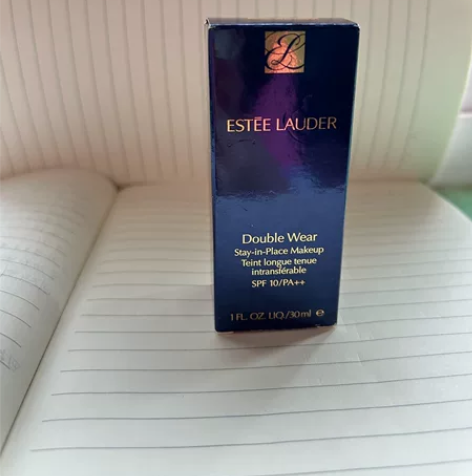 ESTĒE LAUDER
Double Wear
Stay-in-Place Makeup
Teint longue tenue
intransférable
SPF 10/PA++
1 FL. OZ. LIQ./30ml ℮